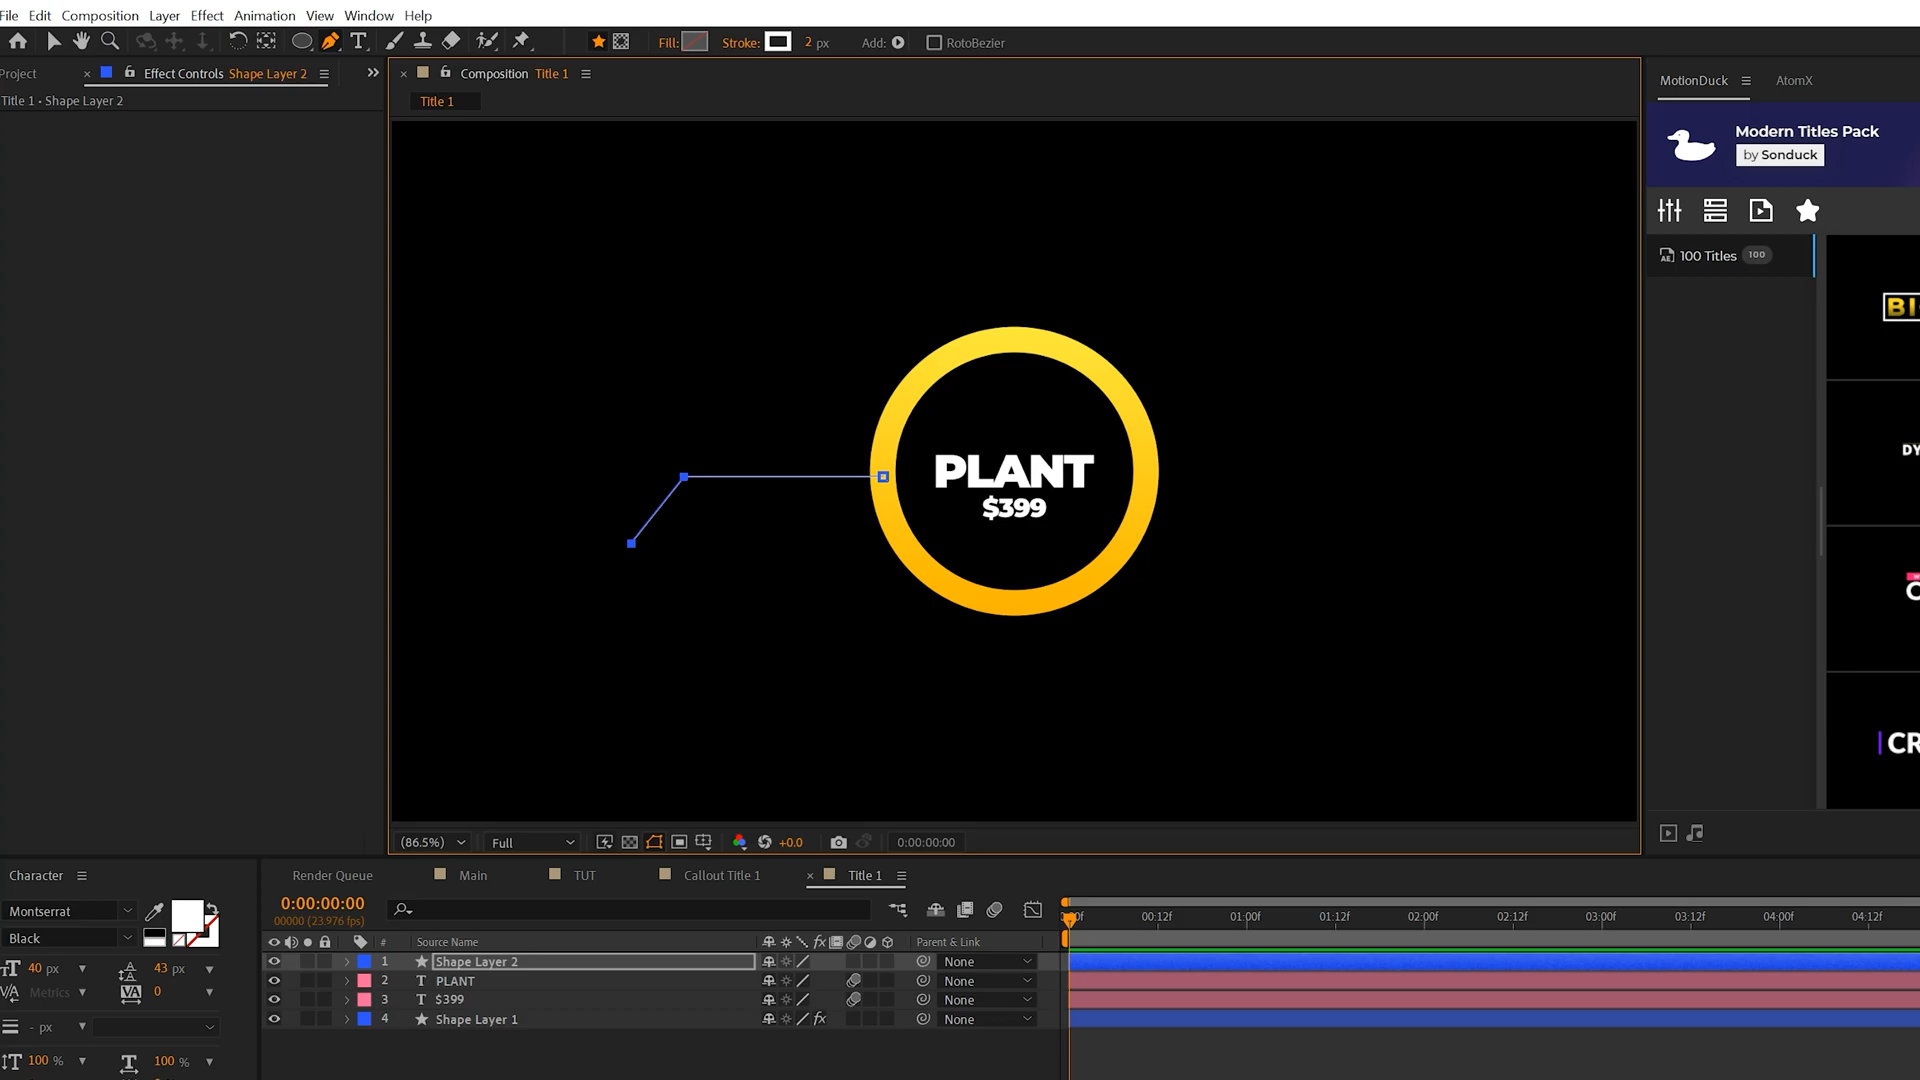 File Edit Composition Layer Effect Animation View Window Help
Fill: Stroke: 2 px Add: RotoBezier
Project Effect Controls Shape Layer 2
Title 1 • Shape Layer 2
Composition Title 1
Title 1
MotionDuck AtomX
Modern Titles Pack
by Sonduck
100 Titles 100
PLANT
$399
(86.5%) Full +0.0 0:00:00:00
Character
Montserrat
Black
40 px 43 px
Metrics 0
- px
100 % 100 %
Render Queue Main TUT Callout Title 1 Title 1
0:00:00:00
00000 (23.976 fps)
# Source Name fx Parent & Link
1 Shape Layer 2 None
2 T PLANT None
3 T $399 None
4 Shape Layer 1 fx None
00:12f 01:00f 01:12f 02:00f 02:12f 03:00f 03:12f 04:00f 04:12f